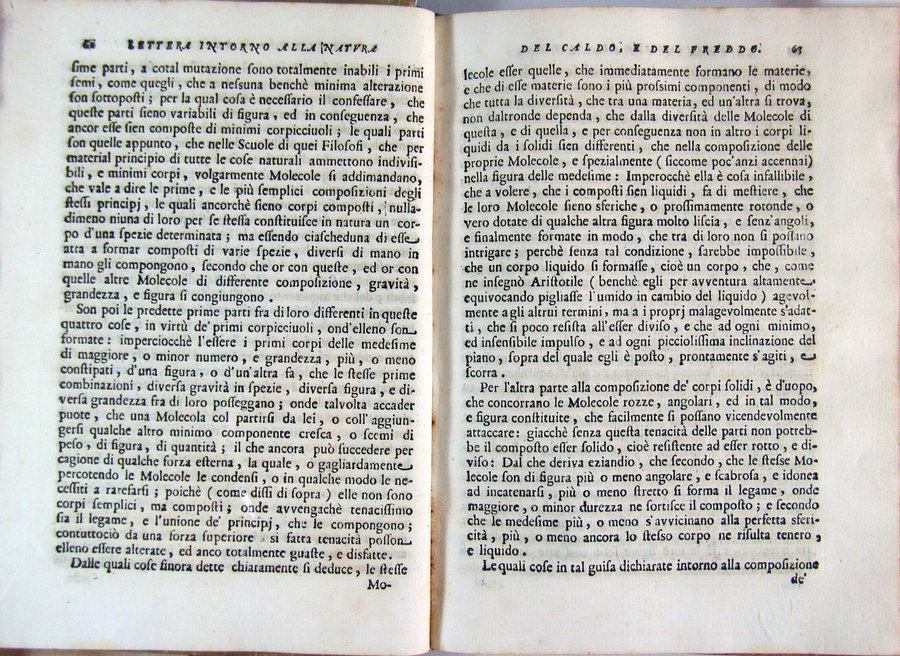 LETTERA INTORNO ALLA NATURA
sime parti, a cotal mutazione sono totalmente inabili i primi
semi, come quegli, che a nessuna benchè minima alterazione
son sottoposti; per la qual cosa è necessario il confessare, che
queste parti sieno variabili di figura, ed in conseguenza, che
ancor esse sien composte di minimi corpicciuoli; le quali parti
son quelle appunto, che nelle Scuole di quei Filosofi, che per
material principio di tutte le cose naturali ammettono indivisi-
bili, e minimi corpi, volgarmente Molecole si addimandano,
che vale a dire le prime, e le più semplici composizioni degli
stessi principj, le quali ancorchè sieno corpi composti, nulla-
dimeno niuna di loro per se stessa constituisce in natura un cor-
po d'una spezie determinata; ma essendo ciascheduna di esse
atta a formar composti di varie spezie, diversi di mano in
mano gli compongono, secondo che or con queste, ed or con
quelle altre Molecole di differente composizione, gravità,
grandezza, e figura si congiungono.
Son poi le predette prime parti fra di loro differenti in queste
quattro cose, in virtù de' primi corpicciuoli, ond'elleno son
formate: imperciocchè l'essere i primi corpi delle medesime
di maggiore, o minor numero, e grandezza, più, o meno
constipati, d'una figura, o d'un'altra fa, che le stesse prime
combinazioni, diversa gravità in spezie, diversa figura, e di-
versa grandezza fra di loro posseggano; onde talvolta accader
puote, che una Molecola col partirsi da lei, o coll'aggiun-
gersi qualche altro minimo componente cresca, o scemi di
peso, di figura, di quantità; il che ancora può succedere per
cagione di qualche forza esterna, la quale, o gagliardamente
percotendo le Molecole le condensi, o in qualche modo le ne-
cessiti a rarefarsi; poichè (come dissi di sopra) elle non sono
corpi semplici, ma composti; onde avvengachè tenacissimo
sia il legame, e l'unione de' principj, che le compongono;
contuttociò da una forza superiore a si fatta tenacità posson
elleno essere alterate, ed anco totalmente guaste, e disfatte.
Dalle quali cose finora dette chiaramente si deduce, le stesse
Mo-
DEL CALDO, E DEL FREDDO. 63
lecole esser quelle, che immediatamente formano le materie,
e che di esse materie sono i più prossimi componenti, di modo
che tutta la diversità, che tra una materia, ed un'altra si trova,
non daltronde dependa, che dalla diversità delle Molecole di
questa, e di quella, e per conseguenza non in altro i corpi li-
quidi da i solidi sien differenti, che nella composizione delle
proprie Molecole, e spezialmente (siccome poc'anzi accennai)
nella figura delle medesime: Imperocchè ella è cosa infallibile,
che a volere, che i composti sien liquidi, fa di mestiere, che
le loro Molecole sieno sferiche, o prossimamente rotonde, o
vero dotate di qualche altra figura molto liscia, e senz'angoli,
e finalmente formate in modo, che tra di loro non si possano
intrigare; perchè senza tal condizione, sarebbe impossibile,
che un corpo liquido si formasse, cioè un corpo, che, come
ne insegnò Aristotile (benchè egli per avventura altamente
equivocando pigliasse l'umido in cambio del liquido) agevol-
mente agli altrui termini, ma a i proprj malagevolmente s'adat-
ti, che si poco resista all'esser diviso, e che ad ogni minimo,
ed insensibile impulso, e ad ogni picciolissima inclinazione del
piano, sopra del quale egli è posto, prontamente s'agiti, e
scorra.
Per l'altra parte alla composizione de' corpi solidi, è d'uopo,
che concorrano le Molecole rozze, angolari, ed in tal modo,
e figura constituite, che facilmente si possano vicendevolmente
attaccare: giacchè senza questa tenacità delle parti non potreb-
be il composto esser solido, cioè resistente ad esser rotto, e di-
viso: Dal che deriva eziandio, che secondo, che le stesse Mo-
lecole son di figura più o meno angolare, e scabrosa, e idonea
ad incatenarsi, più o meno stretto si forma il legame, onde
maggiore, o minor durezza ne sortisce il composto; e secondo
che le medesime più, o meno s'avvicinano alla perfetta sferi-
cità, più, o meno ancora lo stesso corpo ne risulta tenero,
e liquido.
Le quali cose in tal guisa dichiarate intorno alla composizione
de'